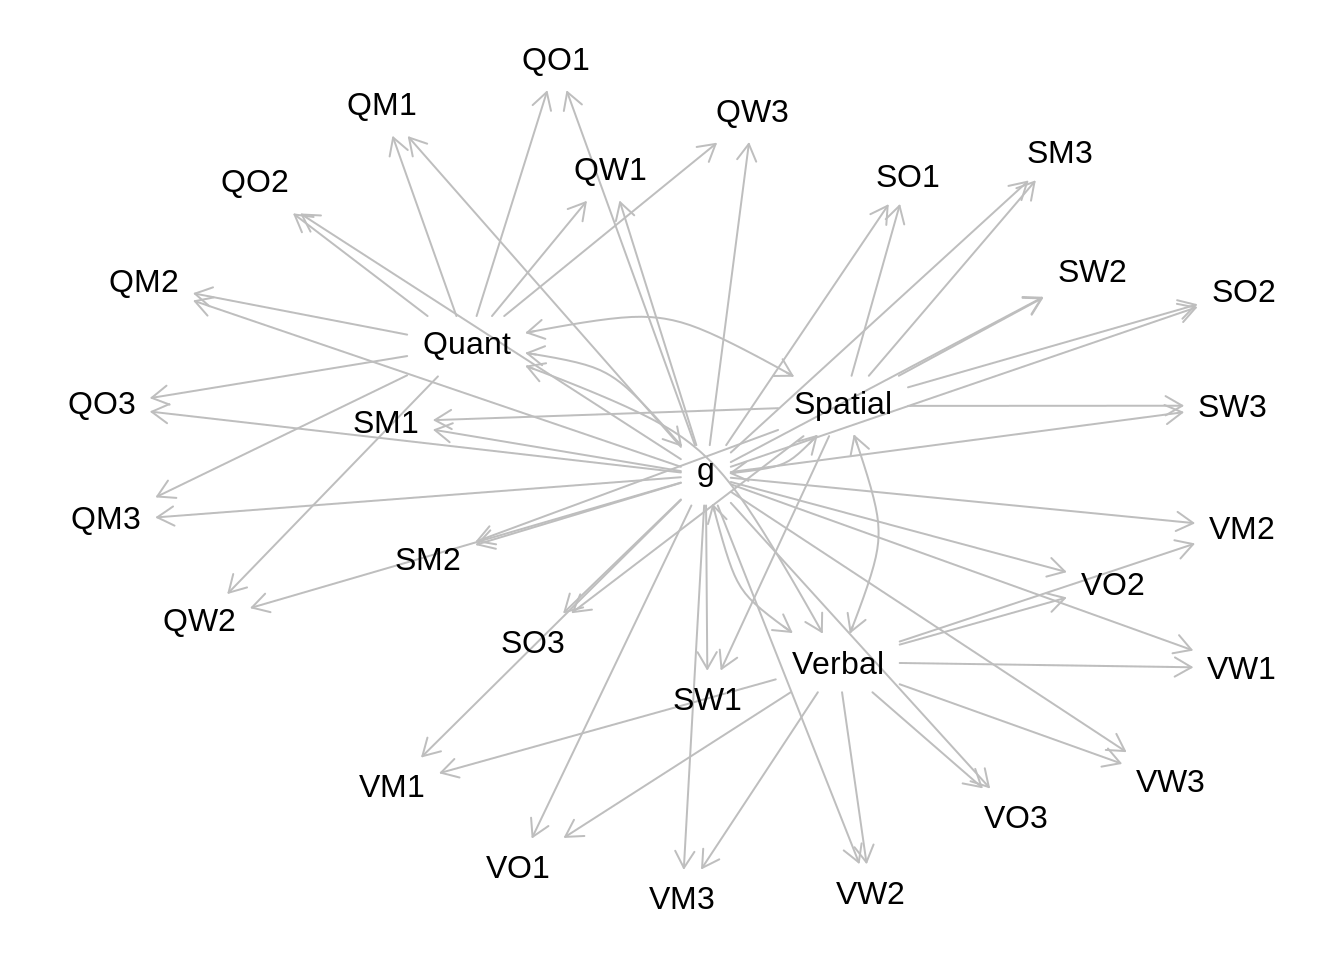 QO1
QM1
QW3
SM3
QW1
SO1
QO2
SW2
QM2
SO2
Quant
QO3
Spatial
SW3
SM1
g
QM3
VM2
SM2
VO2
QW2
SO3
Verbal
VW1
SW1
VM1
VW3
VO3
VO1
VM3
VW2